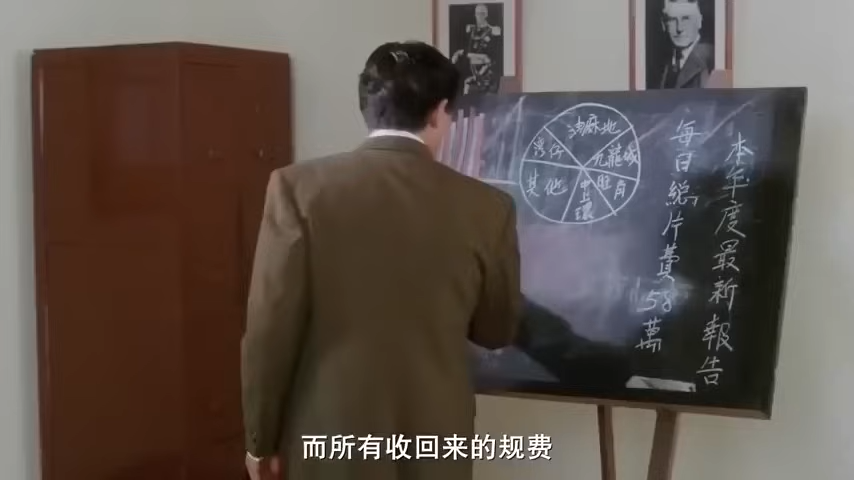 本年度最新報告
每日總片費58萬
油麻地
灣仔
九龍城
其他
中上環
旺角
而所有收回来的规费